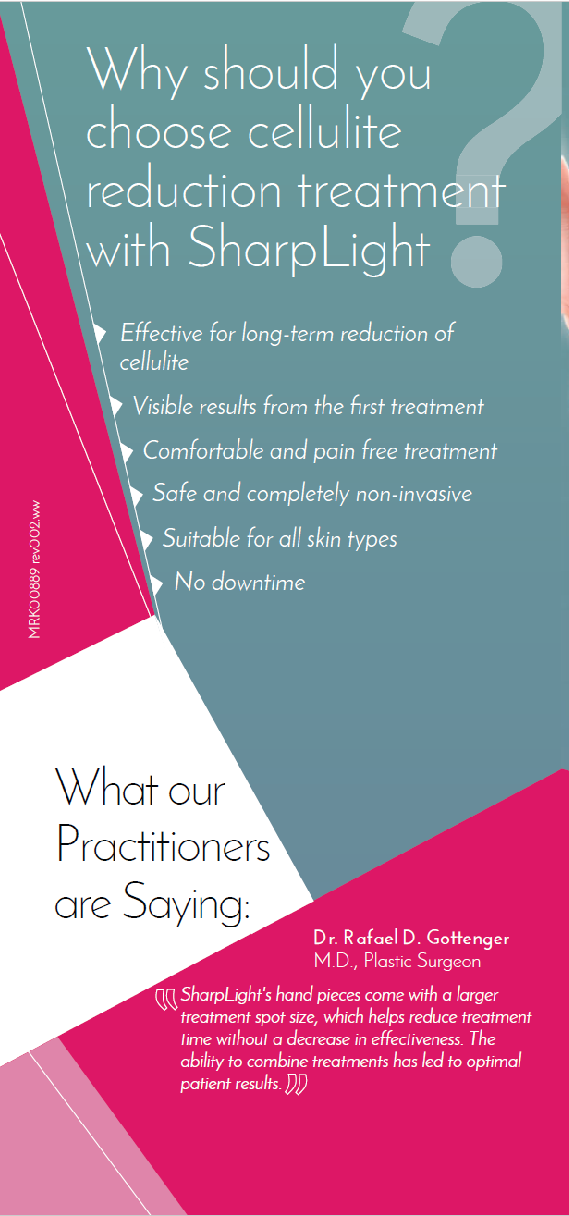 Why should you
choose cellulite
reduction treatment
with SharpLight
?
Effective for long-term reduction of
cellulite
Visible results from the first treatment
Comfortable and pain free treatment
Safe and completely non-invasive
Suitable for all skin types
No downtime
MRK00889 rev002.ww
What our
Practitioners
are Saying:
Dr. Rafael D. Gottenger
M.D., Plastic Surgeon
SharpLight's hand pieces come with a larger
treatment spot size, which helps reduce treatment
time without a decrease in effectiveness. The
ability to combine treatments has led to optimal
patient results.